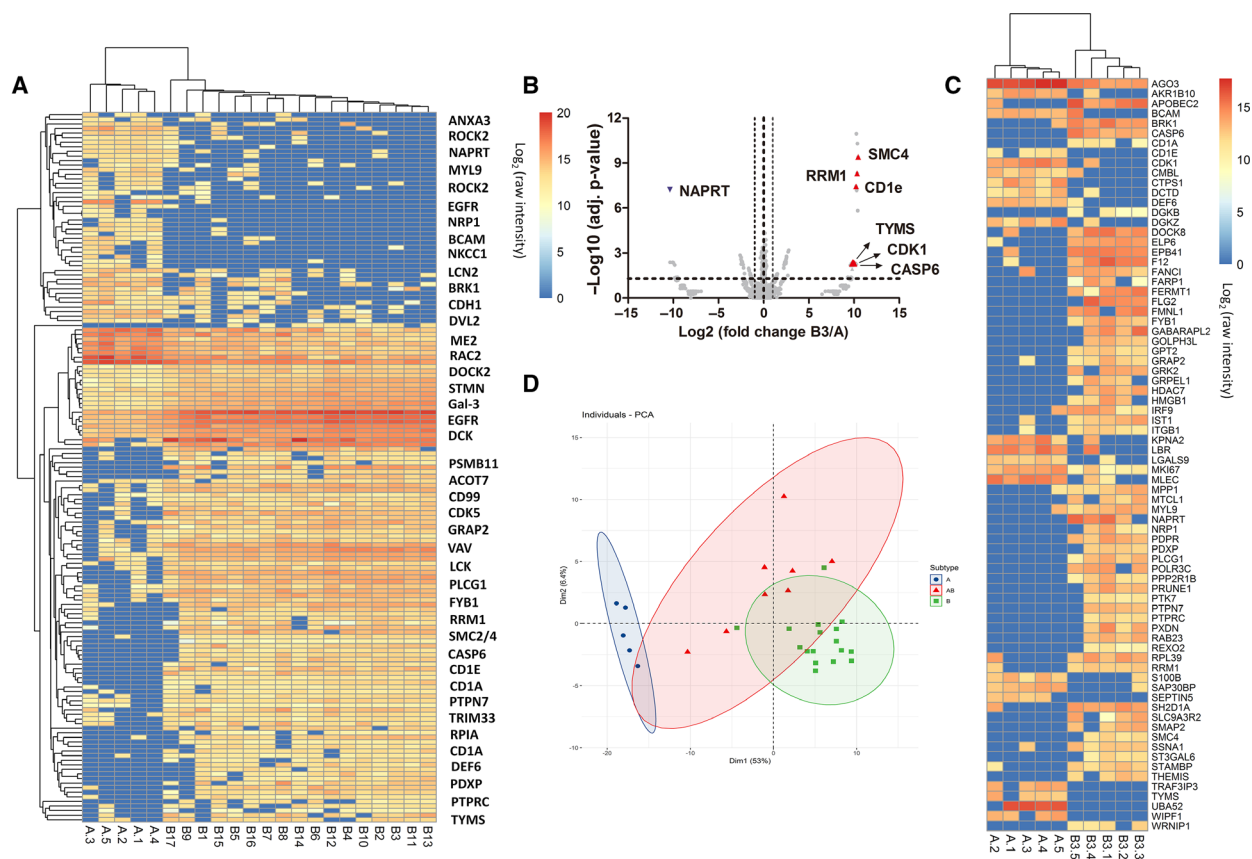 A
ANXA3
ROCK2
NAPRT
MYL9
ROCK2
EGFR
NRP1
BCAM
NKCC1
LCN2
BRK1
CDH1
DVL2
ME2
RAC2
DOCK2
STMN
Gal-3
EGFR
DCK
PSMB11
ACOT7
CD99
CDK5
GRAP2
VAV
LCK
PLCG1
FYB1
RRM1
SMC2/4
CASP6
CD1E
CD1A
PTPN7
TRIM33
RPIA
CD1A
DEF6
PDXP
PTPRC
TYMS
A.3
A.5
A.2
A.1
A.4
B17
B9
B1
B15
B5
B16
B7
B8
B14
B6
B12
B4
B10
B2
B3
B11
B13
20
15
10
5
0
Log2 (raw intensity)
B
12
9
6
3
0
−Log10 (adj. p-value)
NAPRT
SMC4
RRM1
CD1e
TYMS
CDK1
CASP6
−15
−10
−5
0
5
10
15
Log2 (fold change B3/A)
D
Individuals - PCA
15
10
5
0
-5
-10
Dim2 (6.4%)
-20
-10
0
10
Dim1 (53%)
Subtype
A
AB
B
C
AGO3
AKR1B10
APOBEC2
BCAM
BRK1
CASP6
CD1A
CD1E
CDK1
CMBL
CTPS1
DCTD
DEF6
DGKB
DGKZ
DOCK8
ELP6
EPB41
F12
FANCI
FARP1
FERMT1
FLG2
FMNL1
FYB1
GABARAPL2
GOLPH3L
GPT2
GRAP2
GRK2
GRPEL1
HDAC7
HMGB1
IRF9
IST1
ITGB1
KPNA2
LBR
LGALS9
MKI67
MLEC
MPP1
MTCL1
MYL9
NAPRT
NRP1
PDPR
PDXP
PLCG1
POLR3C
PPP2R1B
PRUNE1
PTK7
PTPN7
PTPRC
PXDN
RAB23
REXO2
RPL39
RRM1
S100B
SAP30BP
SEPTIN5
SH2D1A
SLC9A3R2
SMAP2
SMC4
SSNA1
ST3GAL6
STAMBP
THEMIS
TRAF3IP3
TYMS
UBA52
WIPF1
WRNIP1
A.2
A.1
A.3
A.4
A.5
B3.5
B3.4
B3.1
B3.2
B3.3
15
10
5
0
Log2 (raw intensity)